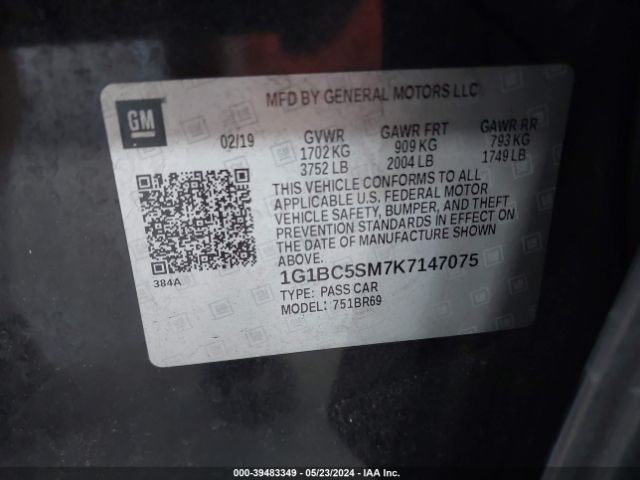 GM
MFD BY GENERAL MOTORS LLC
02/19 GVWR GAWR FRT GAWR RR
1702 KG 909 KG 793 KG
3752 LB 2004 LB 1749 LB
THIS VEHICLE CONFORMS TO ALL
APPLICABLE U.S. FEDERAL MOTOR
VEHICLE SAFETY, BUMPER, AND THEFT
PREVENTION STANDARDS IN EFFECT ON
THE DATE OF MANUFACTURE SHOWN
ABOVE.
384A
1G1BC5SM7K7147075
TYPE: PASS CAR
MODEL: 751BR69
000-39483349 - 05/23/2024 - IAA Inc.